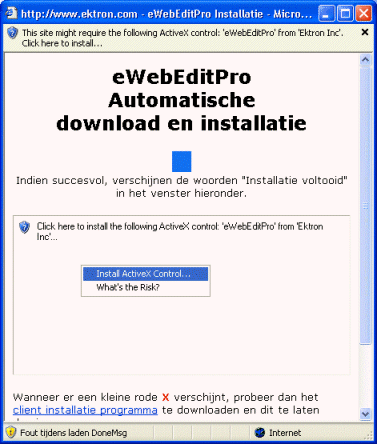 http://www.ektron.com - eWebEditPro Installatie - Micro...
This site might require the following ActiveX control: 'eWebEditPro' from 'Ektron Inc'.
Click here to install...
eWebEditPro
Automatische
download en installatie
Indien succesvol, verschijnen de woorden "Installatie voltooid"
in het venster hieronder.
Click here to install the following ActiveX control: 'eWebEditPro' from 'Ektron
Inc'...
Install ActiveX Control...
What's the Risk?
Wanneer er een kleine rode X verschijnt, probeer dan het
client installatie programma te downloaden en dit te laten
Fout tijdens laden DoneMsg
Internet